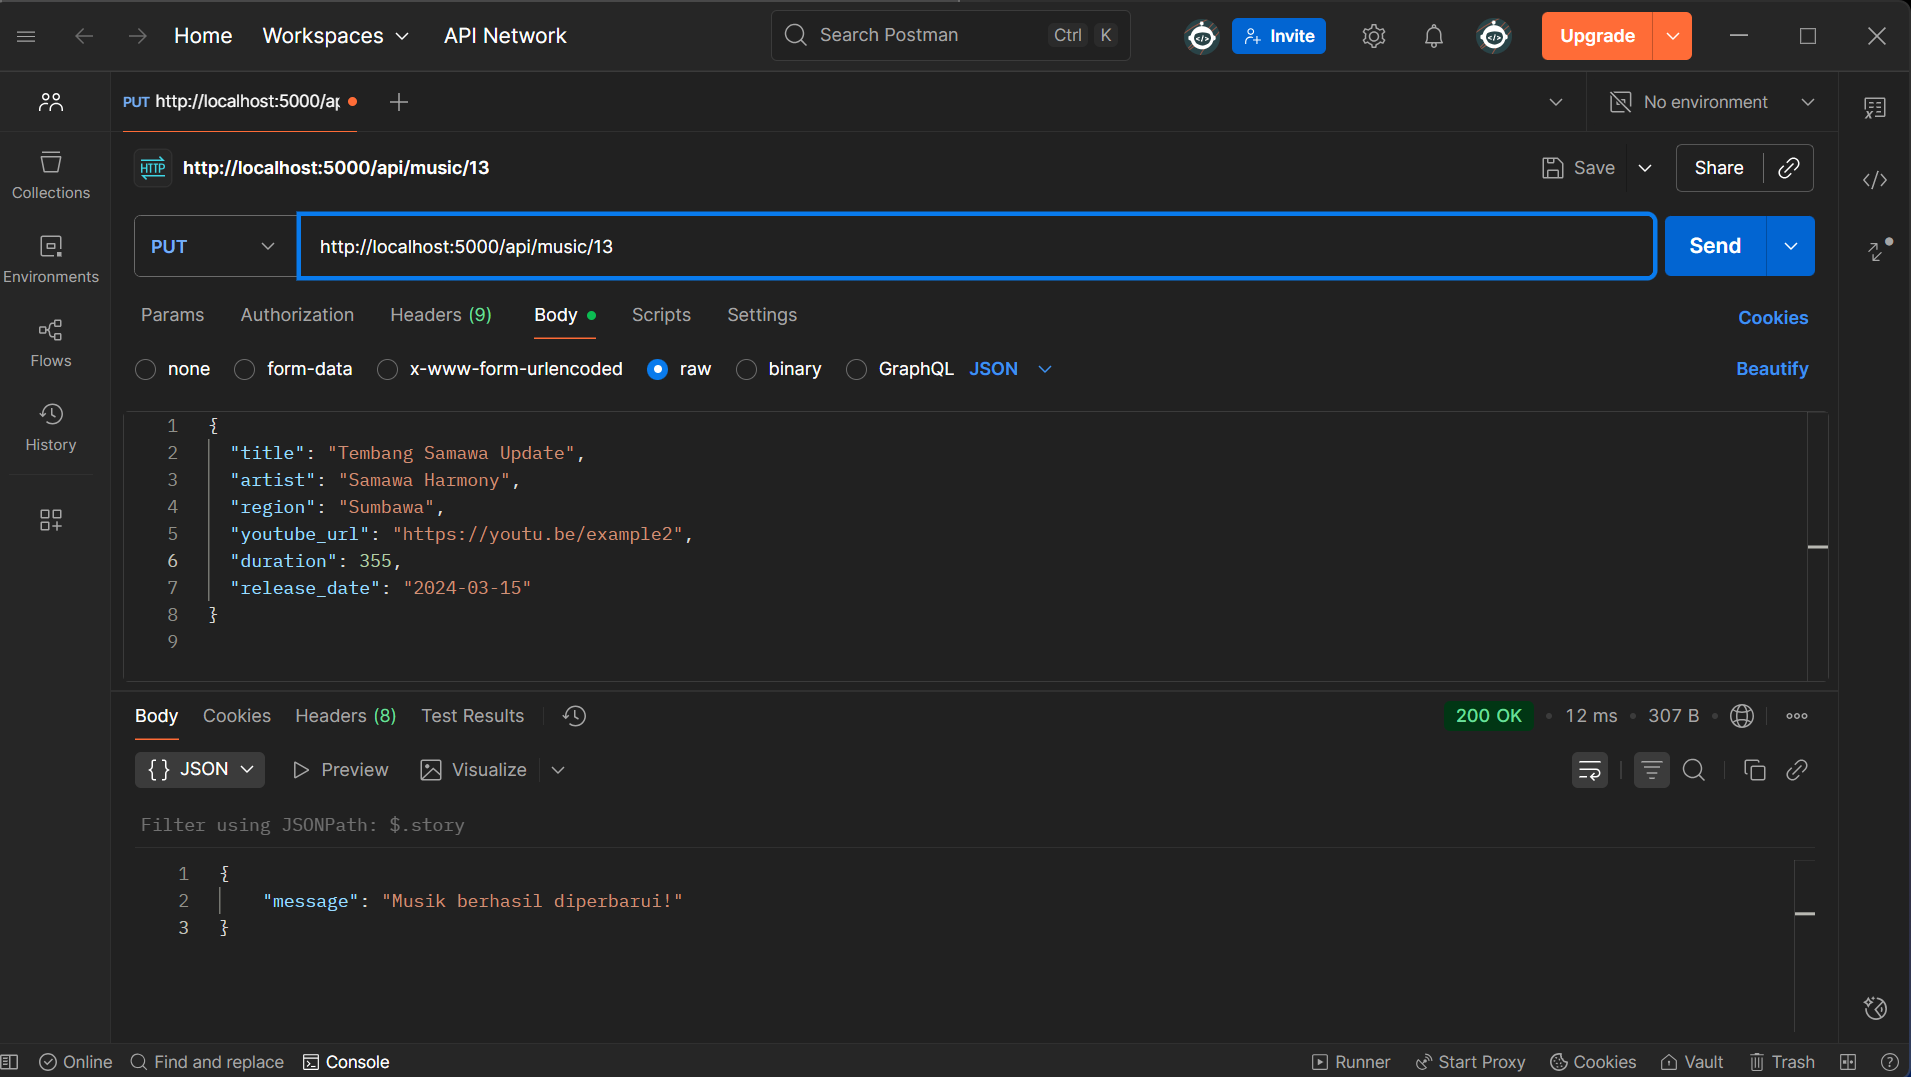 Home Workspaces API Network Search Postman Ctrl K Invite Upgrade
PUT http://localhost:5000/ap No environment
HTTP http://localhost:5000/api/music/13 Save Share
Collections
PUT http://localhost:5000/api/music/13 Send
Environments
Params Authorization Headers (9) Body Scripts Settings Cookies
Flows
none form-data x-www-form-urlencoded raw binary GraphQL JSON Beautify
History
1 {
2 "title": "Tembang Samawa Update",
3 "artist": "Samawa Harmony",
4 "region": "Sumbawa",
5 "youtube_url": "https://youtu.be/example2",
6 "duration": 355,
7 "release_date": "2024-03-15"
8 }
9
Body Cookies Headers (8) Test Results 200 OK • 12 ms • 307 B •
{} JSON Preview Visualize
Filter using JSONPath: $.story
1 {
2 "message": "Musik berhasil diperbarui!"
3 }
Online Find and replace Console Runner Start Proxy Cookies Vault Trash